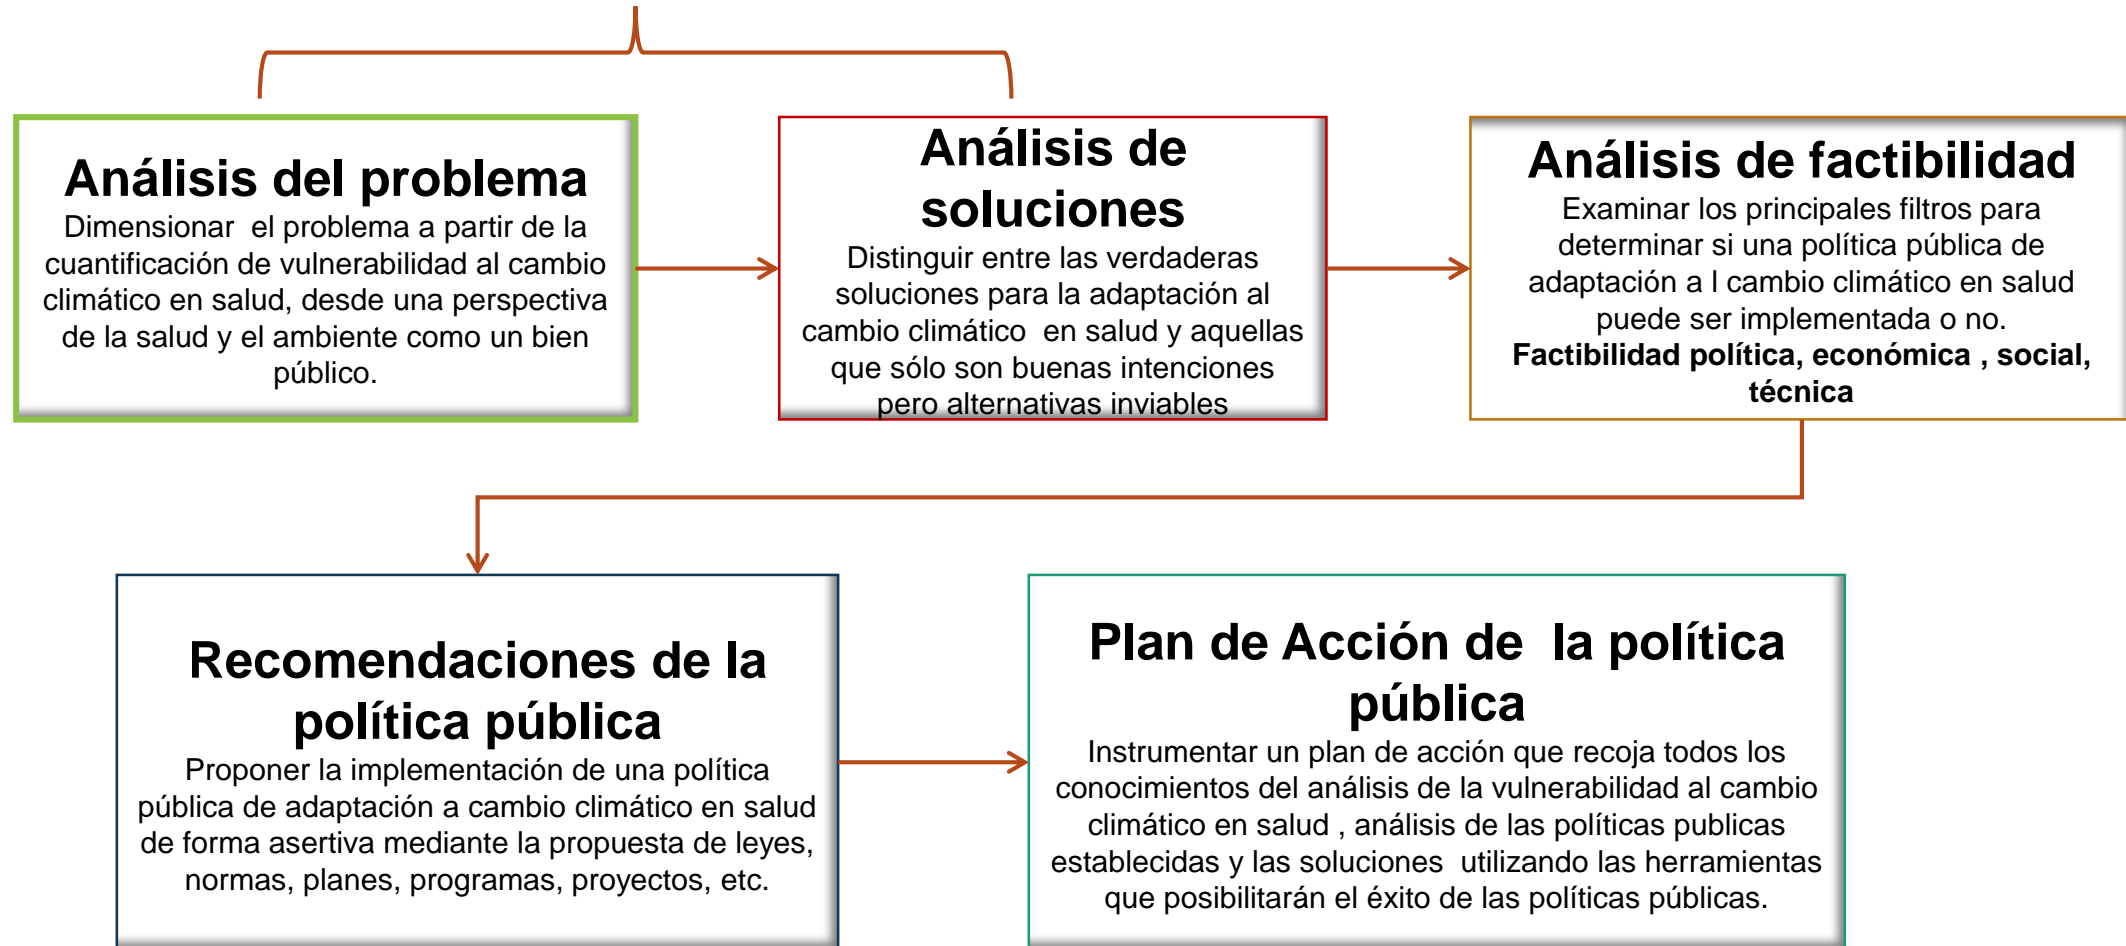 Análisis del problema
Dimensionar  el problema a partir de la
cuantificación de vulnerabilidad al cambio
climático en salud, desde una perspectiva
de la salud y el ambiente como un bien
público.
Análisis de
soluciones
Distinguir entre las verdaderas
soluciones para la adaptación al
cambio climático  en salud y aquellas
que sólo son buenas intenciones
pero alternativas inviables
Análisis de factibilidad
Examinar los principales filtros para
determinar si una política pública de
adaptación a l cambio climático en salud
puede ser implementada o no.
Factibilidad política, económica , social,
técnica
Recomendaciones de la
política pública
Proponer la implementación de una política
pública de adaptación a cambio climático en salud
de forma asertiva mediante la propuesta de leyes,
normas, planes, programas, proyectos, etc.
Plan de Acción de  la política
pública
Instrumentar un plan de acción que recoja todos los
conocimientos del análisis de la vulnerabilidad al cambio
climático en salud , análisis de las políticas publicas
establecidas y las soluciones  utilizando las herramientas
que posibilitarán el éxito de las políticas públicas.